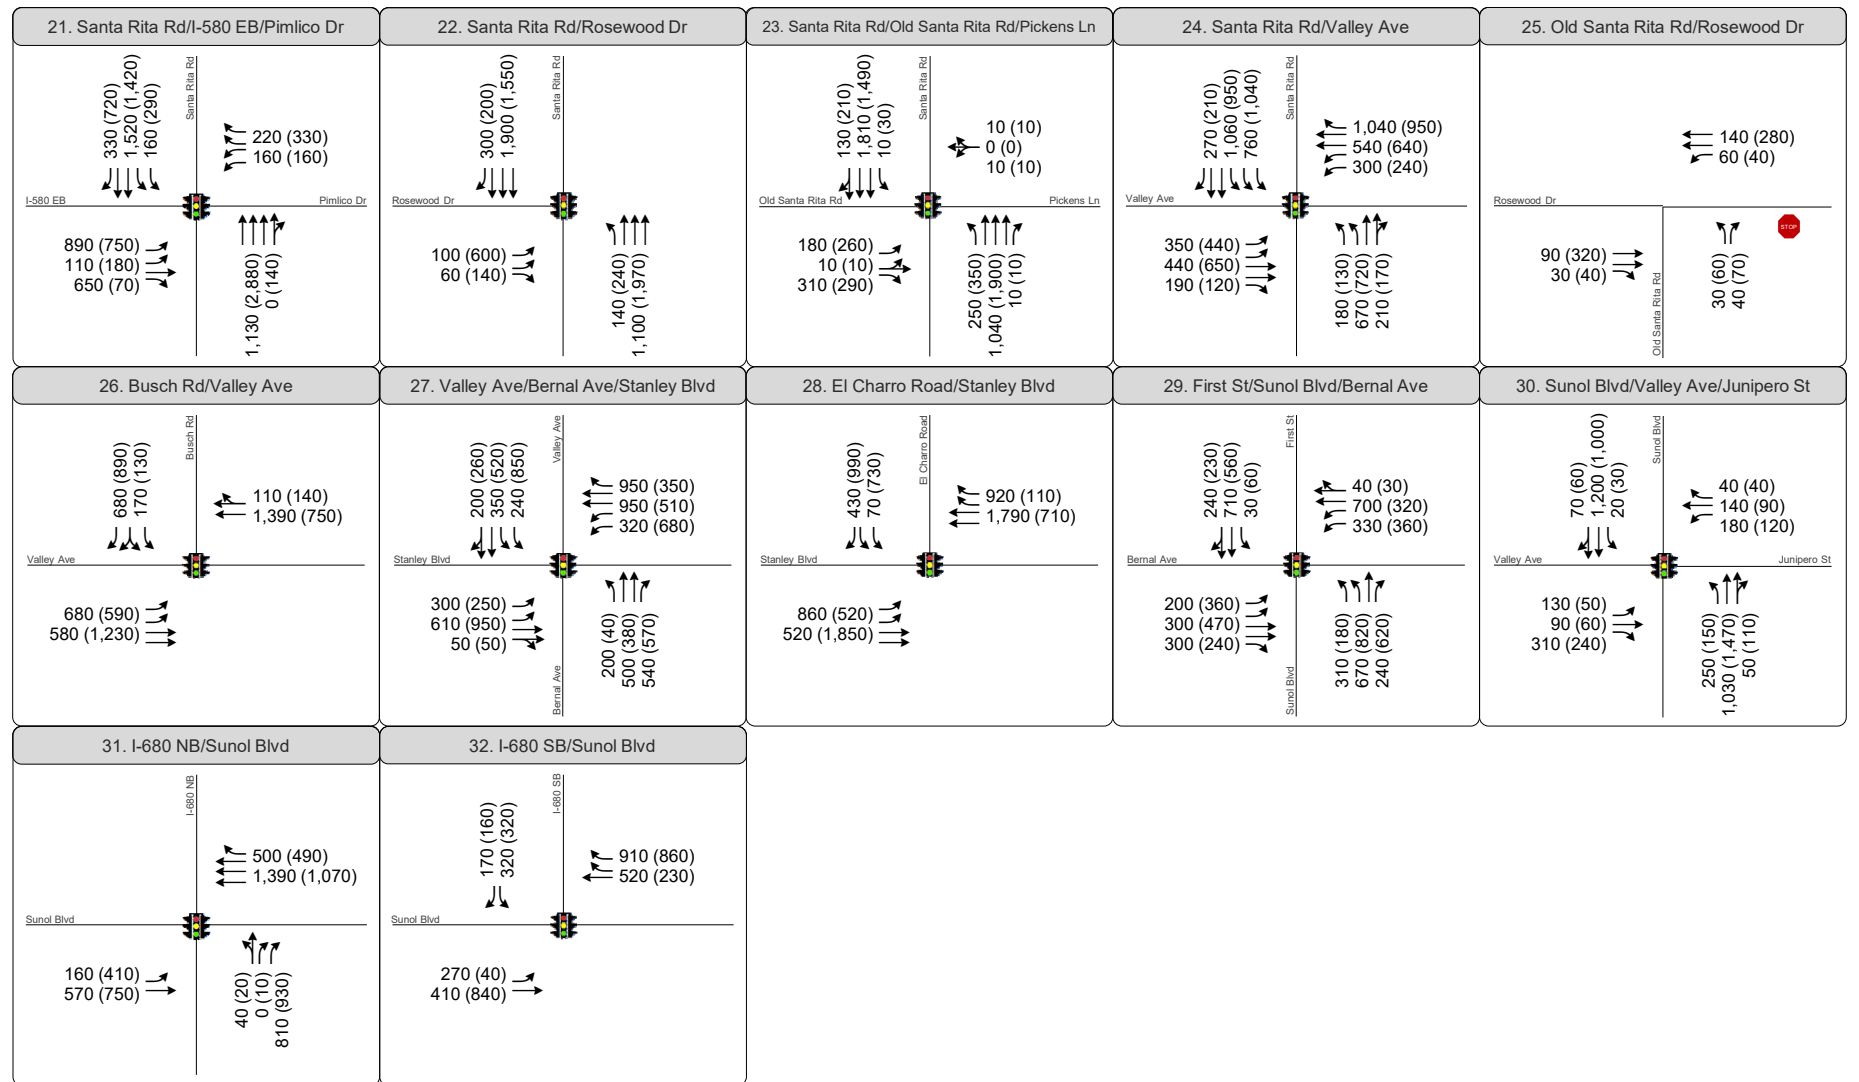 21. Santa Rita Rd/I-580 EB/Pimlico Dr
330 (720)
1,520 (1,420)
160 (290)
Santa Rita Rd
220 (330)
160 (160)
I-580 EB
Pimlico Dr
890 (750)
110 (180)
650 (70)
1,130 (2,880)
0 (140)
22. Santa Rita Rd/Rosewood Dr
300 (200)
1,900 (1,550)
Santa Rita Rd
Rosewood Dr
100 (600)
60 (140)
140 (240)
1,100 (1,970)
23. Santa Rita Rd/Old Santa Rita Rd/Pickens Ln
130 (210)
1,810 (1,490)
10 (30)
Santa Rita Rd
10 (10)
0 (0)
10 (10)
Old Santa Rita Rd
Pickens Ln
180 (260)
10 (10)
310 (290)
250 (350)
1,040 (1,900)
10 (10)
24. Santa Rita Rd/Valley Ave
270 (210)
1,060 (950)
760 (1,040)
Santa Rita Rd
1,040 (950)
540 (640)
300 (240)
Valley Ave
350 (440)
440 (650)
190 (120)
180 (130)
670 (720)
210 (170)
25. Old Santa Rita Rd/Rosewood Dr
140 (280)
60 (40)
Rosewood Dr
STOP
90 (320)
30 (40)
Old Santa Rita Rd
30 (60)
40 (70)
26. Busch Rd/Valley Ave
680 (890)
170 (130)
Busch Rd
110 (140)
1,390 (750)
Valley Ave
680 (590)
580 (1,230)
27. Valley Ave/Bernal Ave/Stanley Blvd
200 (260)
350 (520)
240 (850)
Valley Ave
950 (350)
950 (510)
320 (680)
Stanley Blvd
300 (250)
610 (950)
50 (50)
Bernal Ave
200 (40)
500 (380)
540 (570)
28. El Charro Road/Stanley Blvd
430 (990)
70 (730)
El Charro Road
920 (110)
1,790 (710)
Stanley Blvd
860 (520)
520 (1,850)
29. First St/Sunol Blvd/Bernal Ave
240 (230)
710 (560)
30 (60)
First St
40 (30)
700 (320)
330 (360)
Bernal Ave
200 (360)
300 (470)
300 (240)
Sunol Blvd
310 (180)
670 (820)
240 (620)
30. Sunol Blvd/Valley Ave/Junipero St
70 (60)
1,200 (1,000)
20 (30)
Sunol Blvd
40 (40)
140 (90)
180 (120)
Valley Ave
Junipero St
130 (50)
90 (60)
310 (240)
250 (150)
1,030 (1,470)
50 (110)
31. I-680 NB/Sunol Blvd
I-680 NB
500 (490)
1,390 (1,070)
Sunol Blvd
160 (410)
570 (750)
40 (20)
0 (10)
810 (930)
32. I-680 SB/Sunol Blvd
170 (160)
320 (320)
I-680 SB
910 (860)
520 (230)
Sunol Blvd
270 (40)
410 (840)